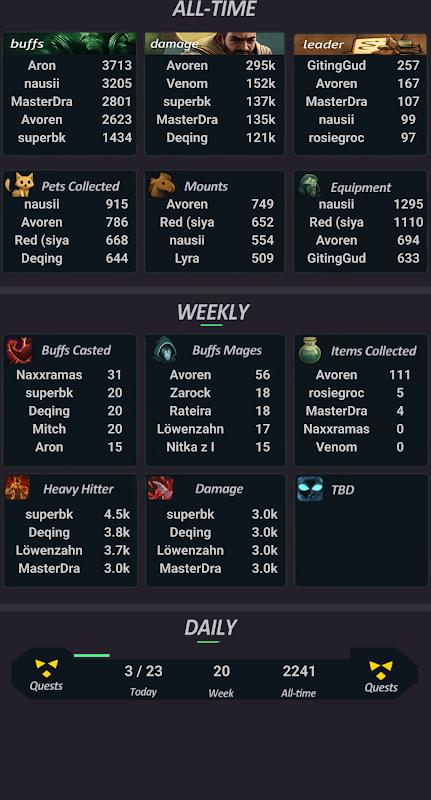 ALL-TIME
buffs
Aron 3713
nausii 3205
MasterDra 2801
Avoren 2623
superbk 1434
damage
Avoren 295k
Venom 152k
superbk 137k
MasterDra 135k
Deqing 121k
leader
GitingGud 257
Avoren 167
MasterDra 107
nausii 99
rosiegroc 97
Pets Collected
nausii 915
Avoren 786
Red (siya 668
Deqing 644
Mounts
Avoren 749
Red (siya 652
nausii 554
Lyra 509
Equipment
nausii 1295
Red (siya 1110
Avoren 694
GitingGud 633
WEEKLY
Buffs Casted
Naxxramas 31
superbk 20
Deqing 20
Mitch 20
Aron 15
Buffs Mages
Avoren 56
Zarock 18
Rateira 18
Löwenzahn 17
Nitka z I 15
Items Collected
Avoren 111
rosiegroc 5
MasterDra 4
Naxxramas 0
Venom 0
Heavy Hitter
superbk 4.5k
Deqing 3.8k
Löwenzahn 3.7k
MasterDra 3.0k
Damage
superbk 3.0k
Deqing 3.0k
Löwenzahn 3.0k
MasterDra 3.0k
TBD
DAILY
Quests
3 / 23
Today
20
Week
2241
All-time
Quests